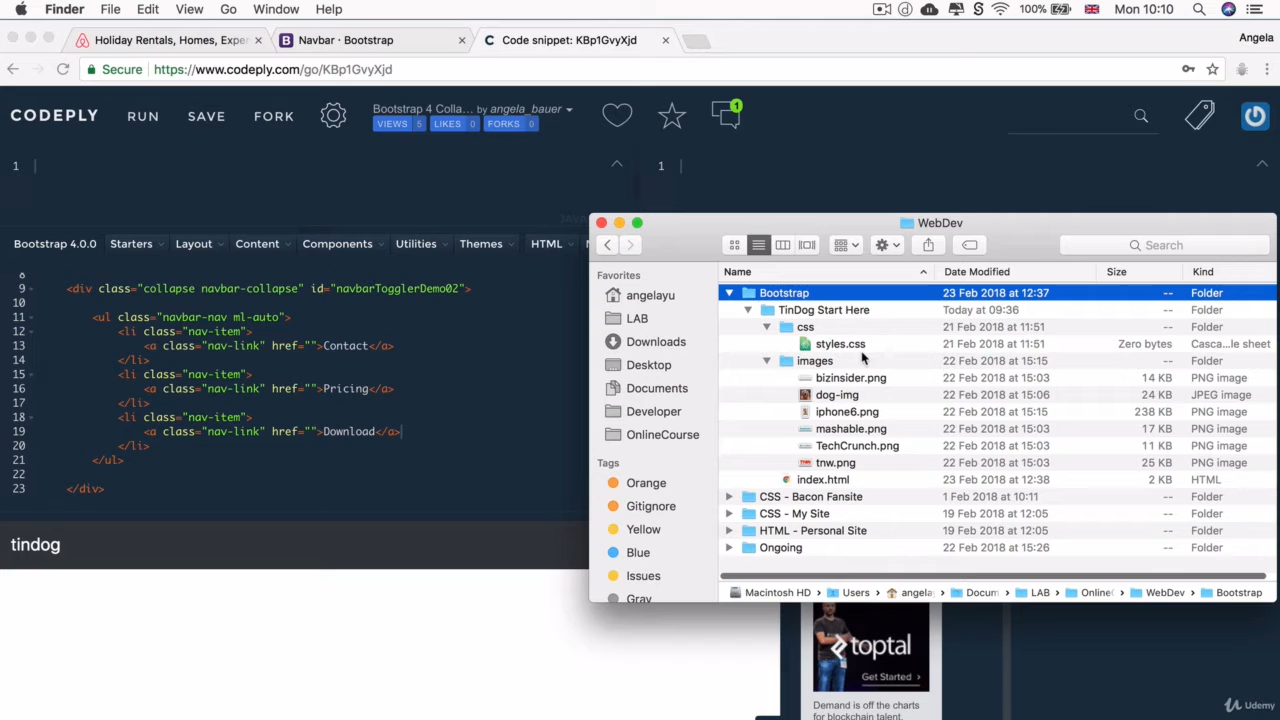 Finder File Edit View Go Window Help 100% Mon 10:10
Holiday Rentals, Homes, Expe
Navbar · Bootstrap
Code snippet: KBp1GvyXjd
Angela
Secure https://www.codeply.com/go/KBp1GvyXjd
CODEPLY RUN SAVE FORK
Bootstrap 4 Colla... by angela_bauer
VIEWS 5 LIKES 0 FORKS 0
1
1
1
Bootstrap 4.0.0 Starters Layout Content Components Utilities Themes HTML
8
9 <div class="collapse navbar-collapse" id="navbarTogglerDemo02">
10
11 <ul class="navbar-nav ml-auto">
12 <li class="nav-item">
13 <a class="nav-link" href="">Contact</a>
14 </li>
15 <li class="nav-item">
16 <a class="nav-link" href="">Pricing</a>
17 </li>
18 <li class="nav-item">
19 <a class="nav-link" href="">Download</a>
20 </li>
21 </ul>
22
23 </div>
tindog
WebDev
Search
Favorites
angelayu
LAB
Downloads
Desktop
Documents
Developer
OnlineCourse
Tags
Orange
Gitignore
Yellow
Blue
Issues
Gray
Name Date Modified Size Kind
Bootstrap 23 Feb 2018 at 12:37 -- Folder
TinDog Start Here Today at 09:36 -- Folder
css 21 Feb 2018 at 11:51 -- Folder
styles.css 21 Feb 2018 at 11:51 Zero bytes Casca...le sheet
images 22 Feb 2018 at 15:15 -- Folder
bizinsider.png 22 Feb 2018 at 15:03 14 KB PNG image
dog-img 22 Feb 2018 at 15:06 24 KB JPEG image
iphone6.png 22 Feb 2018 at 15:15 238 KB PNG image
mashable.png 22 Feb 2018 at 15:03 17 KB PNG image
TechCrunch.png 22 Feb 2018 at 15:03 11 KB PNG image
tnw.png 22 Feb 2018 at 15:03 25 KB PNG image
index.html 23 Feb 2018 at 12:38 2 KB HTML
CSS - Bacon Fansite 1 Feb 2018 at 10:11 -- Folder
CSS - My Site 19 Feb 2018 at 12:05 -- Folder
HTML - Personal Site 19 Feb 2018 at 12:05 -- Folder
Ongoing 22 Feb 2018 at 15:26 -- Folder
Macintosh HD › Users › angela › Docum › LAB › Online › WebDev › Bootstrap
toptal
Get Started >
Demand is off the charts
for blockchain talent.
Udemy